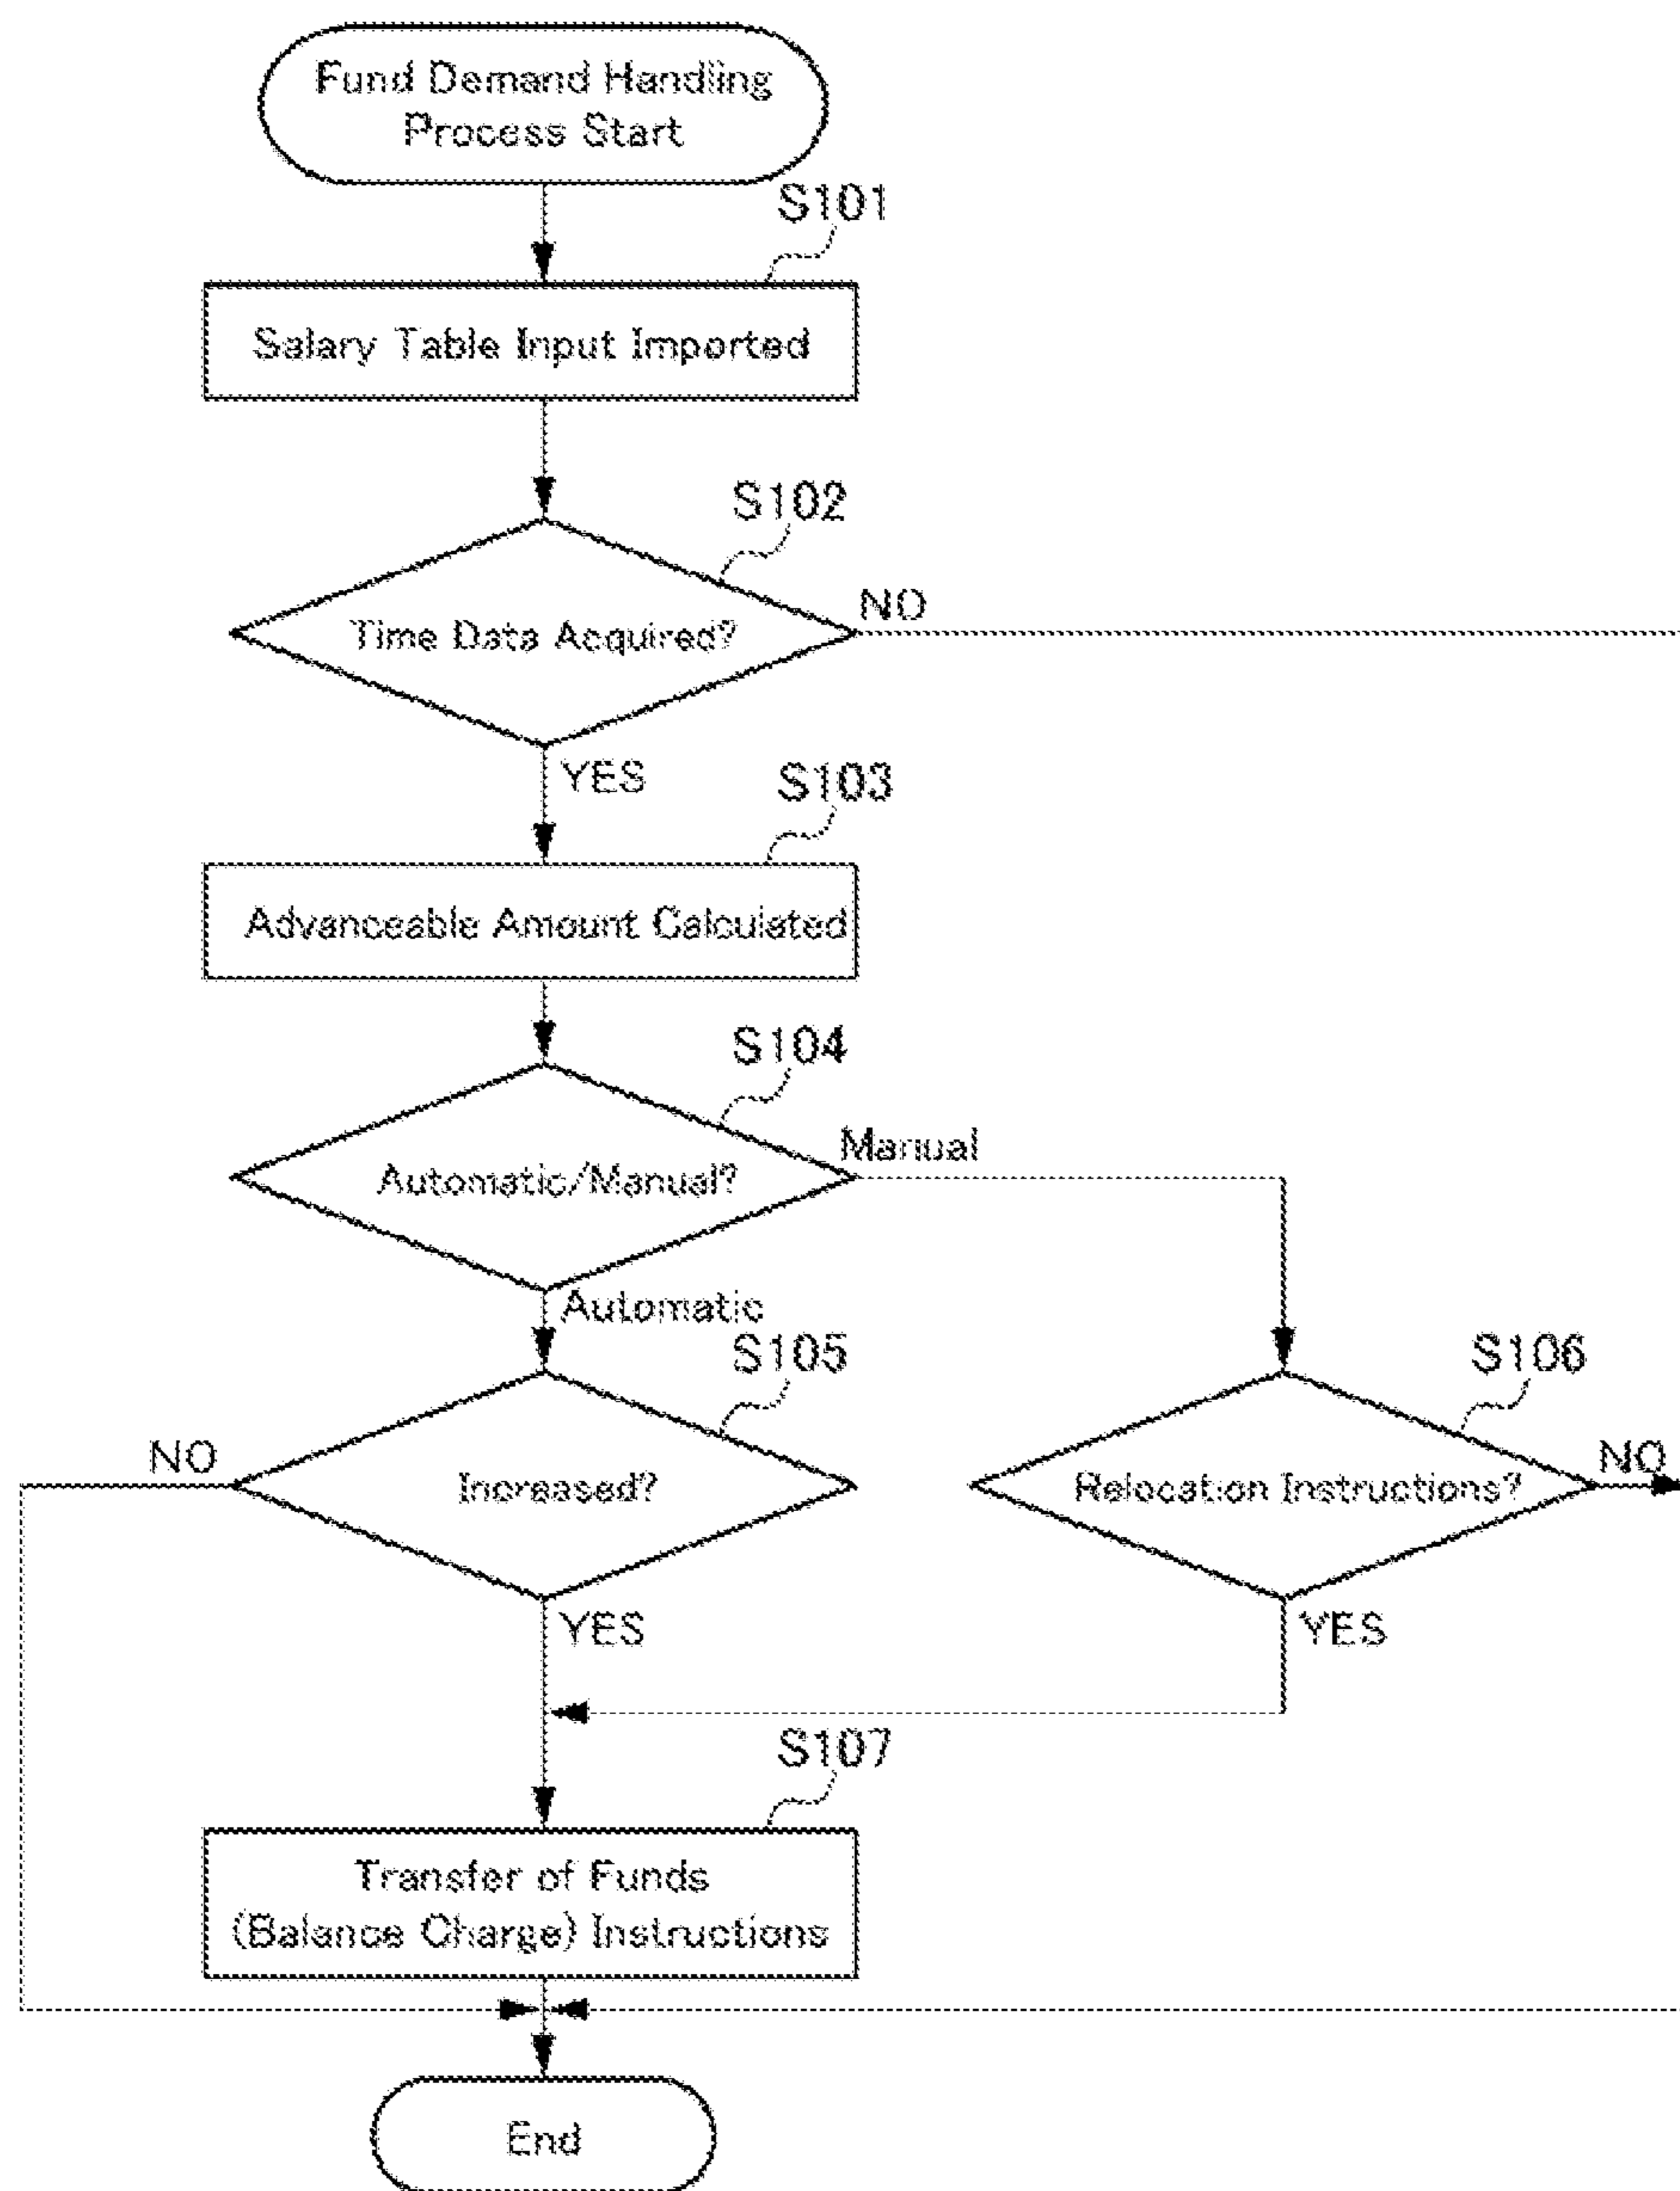 Fund Demand Handling
Process Start
S101
Salary Table Input Imported
S102
Time Data Acquired?
NO
YES
S103
Advanceable Amount Calculated
S104
Automatic/Manual?
Manual
Automatic
S105
S106
NO
Increased?
Relocation Instructions?
NO
YES
YES
S107
Transfer of Funds
(Balance Charge) Instructions
End